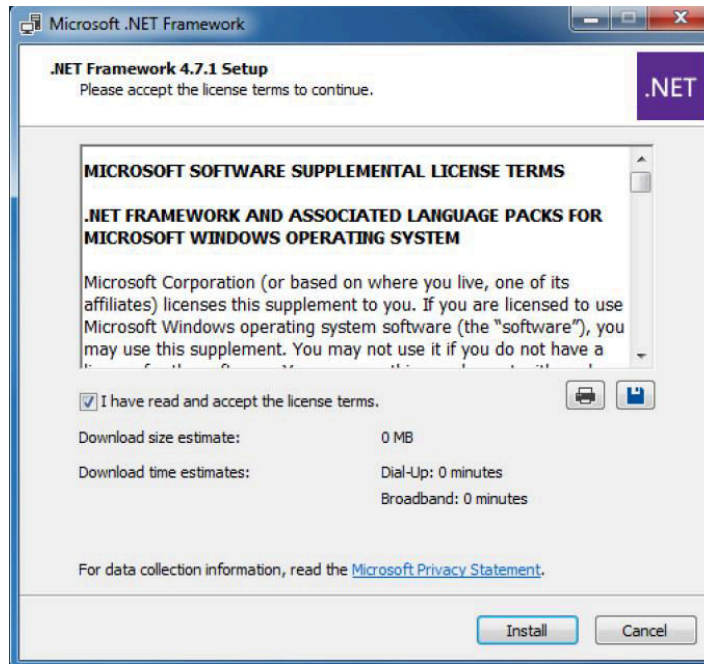 Microsoft .NET Framework
.NET Framework 4.7.1 Setup
Please accept the license terms to continue.
.NET
MICROSOFT SOFTWARE SUPPLEMENTAL LICENSE TERMS
.NET FRAMEWORK AND ASSOCIATED LANGUAGE PACKS FOR
MICROSOFT WINDOWS OPERATING SYSTEM
Microsoft Corporation (or based on where you live, one of its
affiliates) licenses this supplement to you. If you are licensed to use
Microsoft Windows operating system software (the “software”), you
may use this supplement. You may not use it if you do not have a
I have read and accept the license terms.
Download size estimate: 0 MB
Download time estimates: Dial-Up: 0 minutes
Broadband: 0 minutes
For data collection information, read the Microsoft Privacy Statement.
Install Cancel